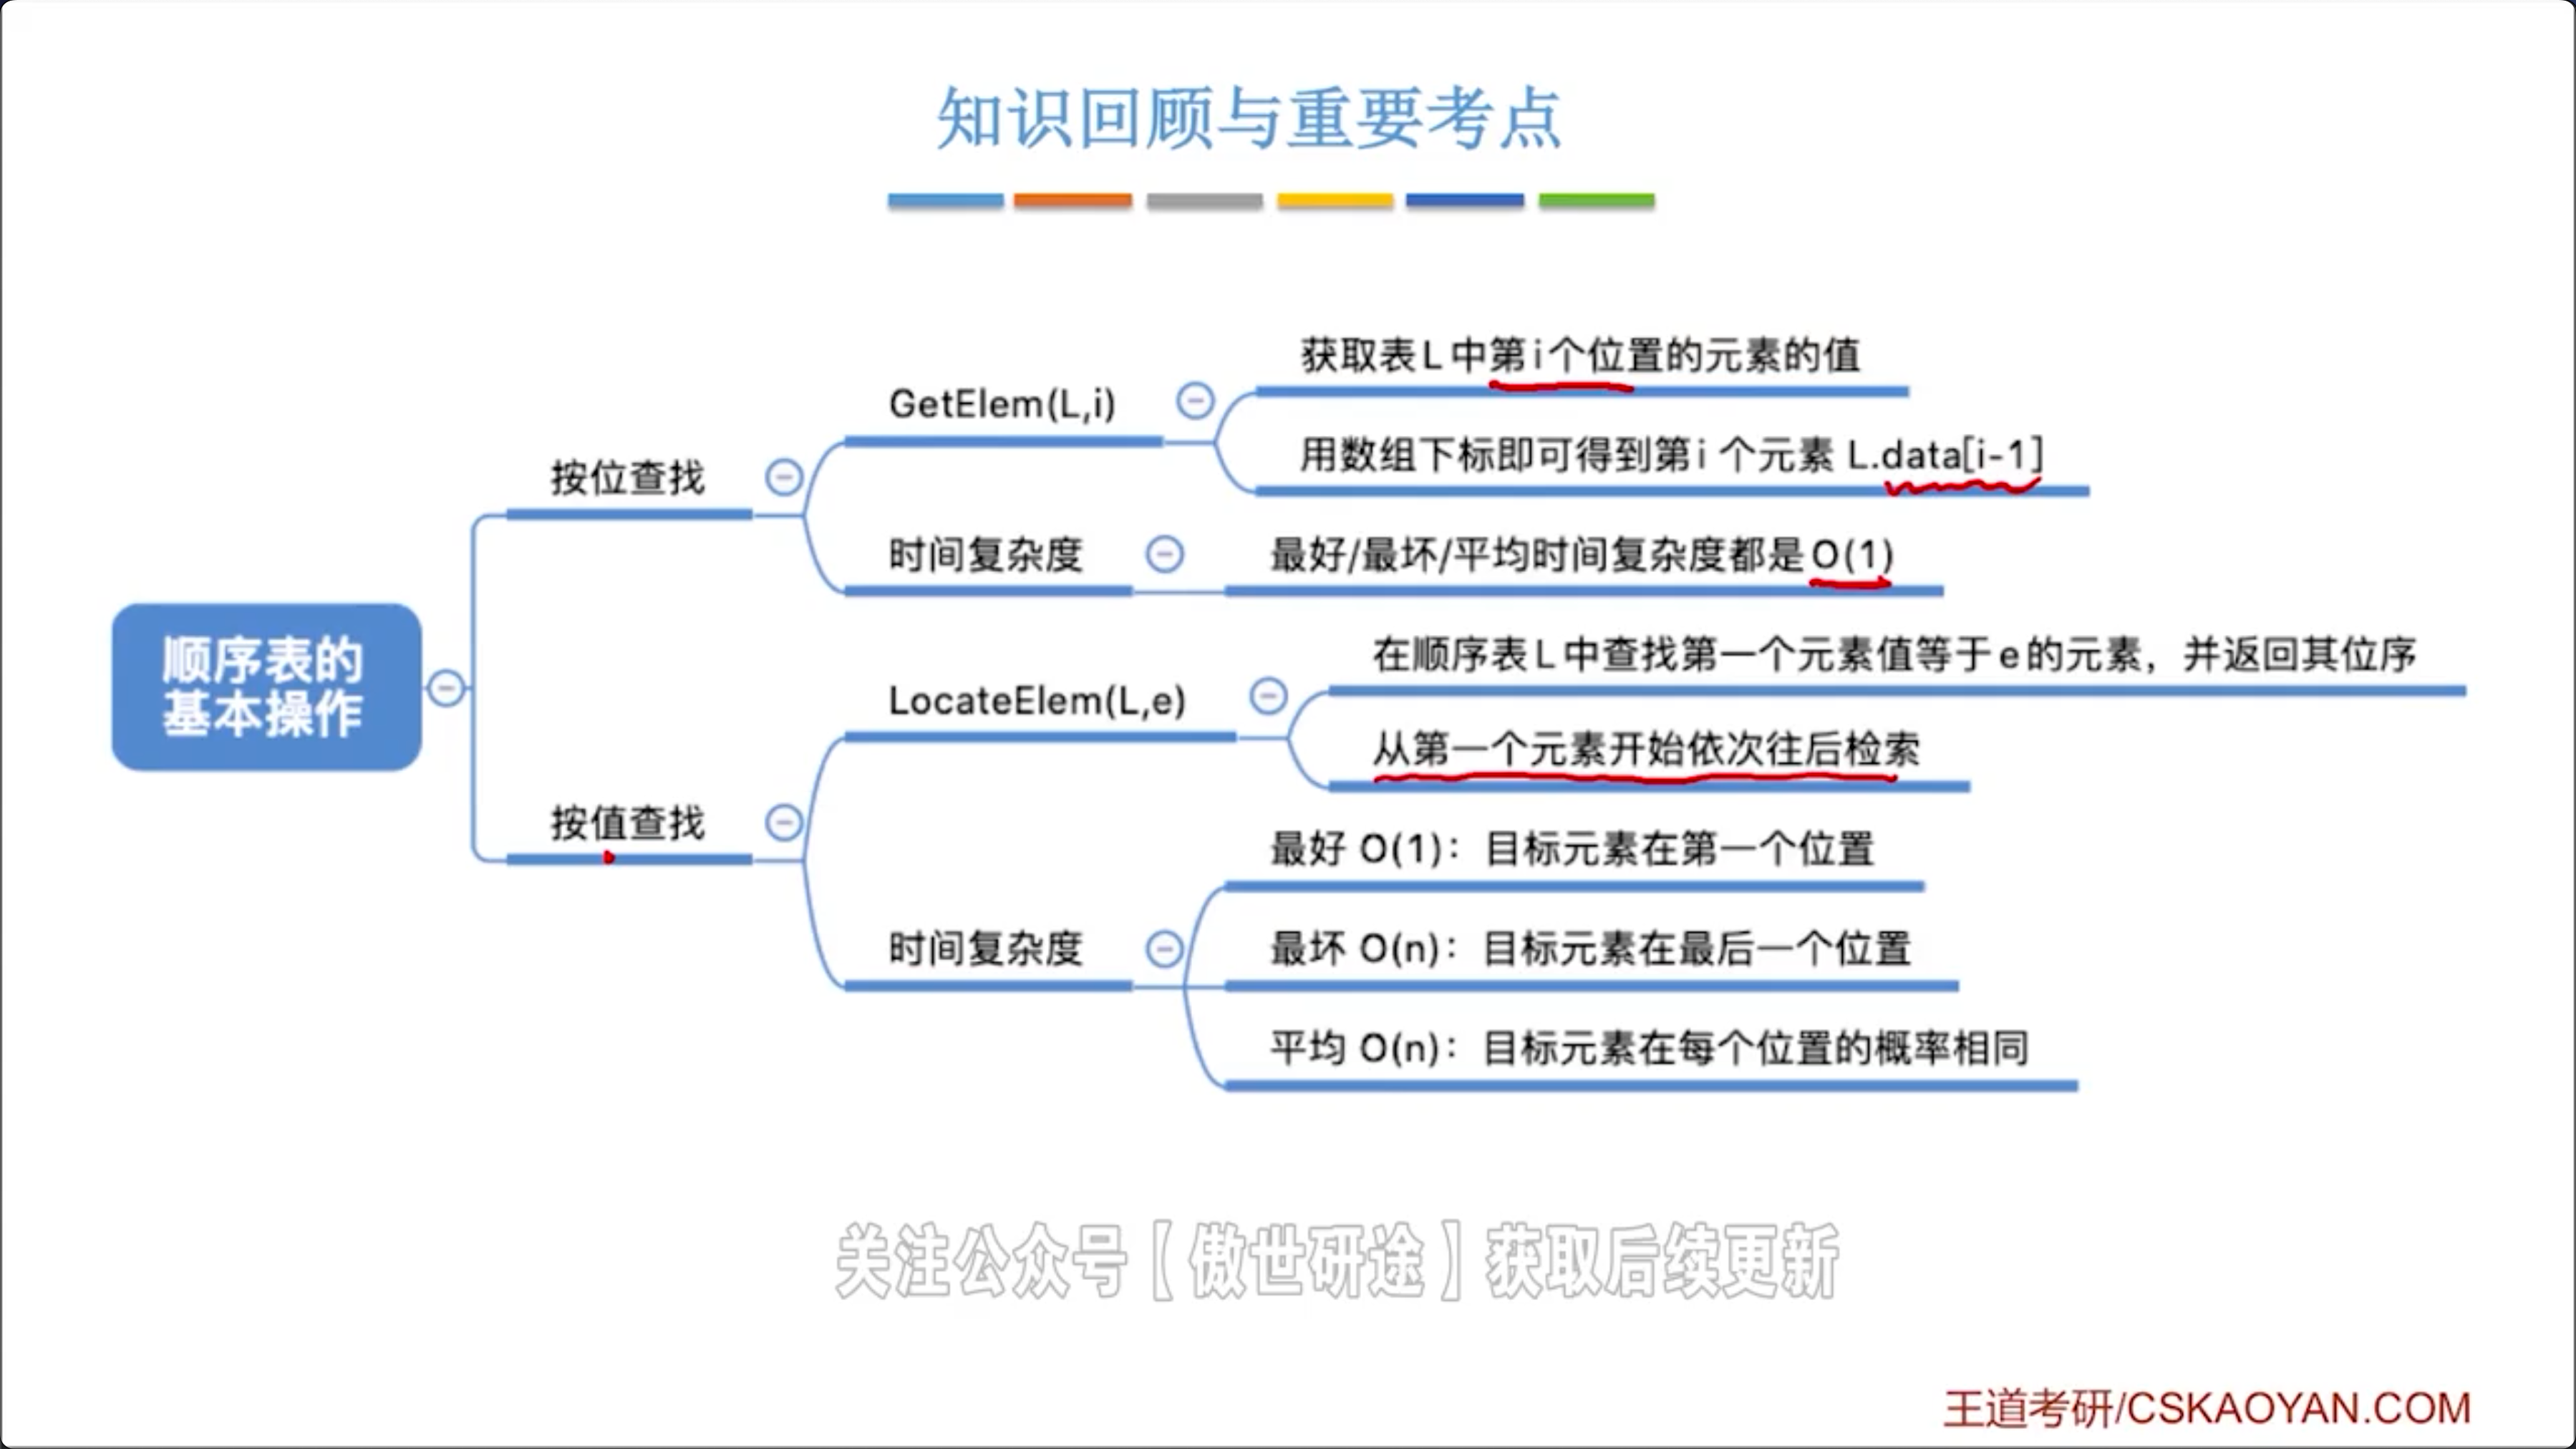 知识回顾与重要考点
获取表L中第i个位置的元素的值
GetElem(L,i)
用数组下标即可得到第i个元素 L.data[i-1]
按位查找
时间复杂度
最好/最坏/平均时间复杂度都是O(1)
顺序表的
基本操作
在顺序表L中查找第一个元素值等于e的元素，并返回其位序
LocateElem(L,e)
从第一个元素开始依次往后检索
按值查找
最好 O(1)：目标元素在第一个位置
时间复杂度
最坏 O(n)：目标元素在最后一个位置
平均 O(n)：目标元素在每个位置的概率相同
关注公众号【傲世研途】获取后续更新
王道考研/CSKAOYAN.COM